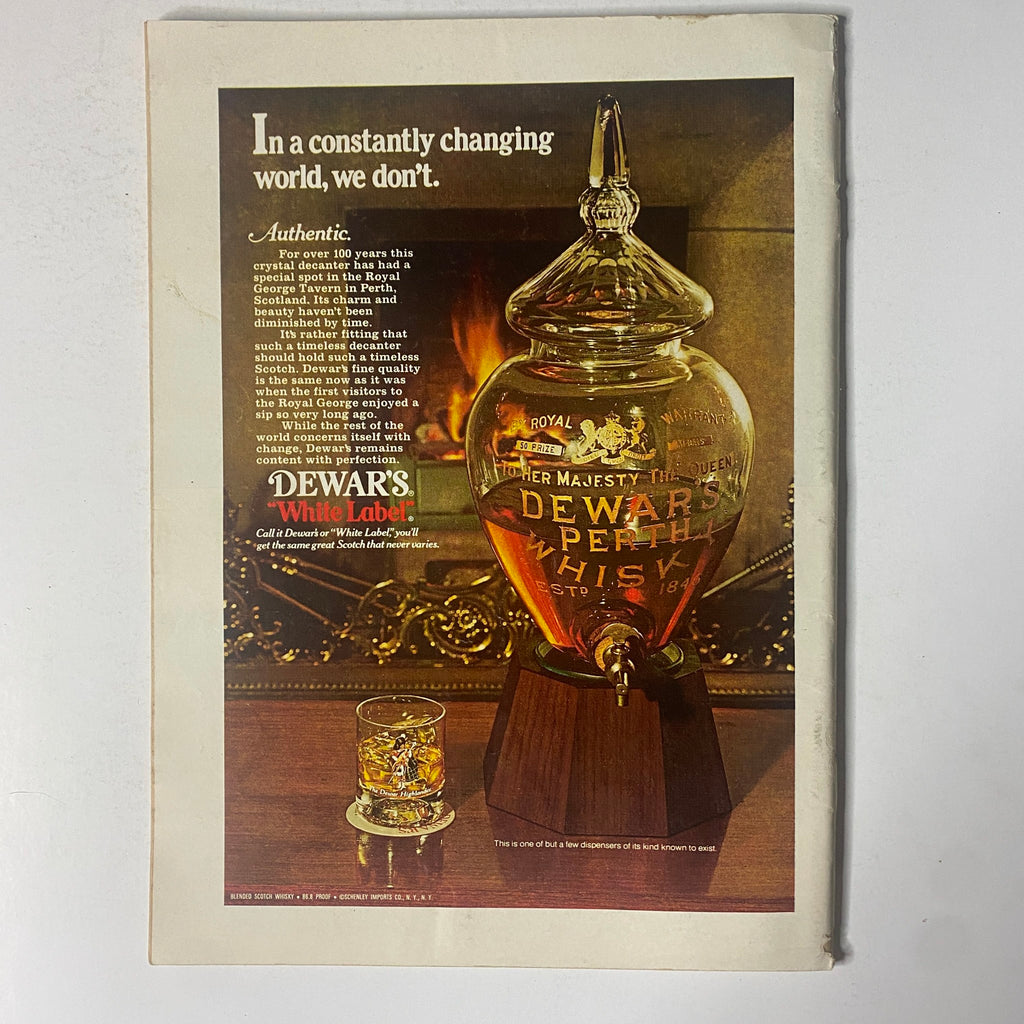 In a constantly changing
world, we don't.
Authentic.
For over 100 years this
crystal decanter has had a
special spot in the Royal
George Tavern in Perth,
Scotland. Its charm and
beauty haven't been
diminished by time.
It's rather fitting that
such a timeless decanter
should hold such a timeless
Scotch. Dewar's fine quality
is the same now as it was
when the first visitors to
the Royal George enjoyed a
sip so very long ago.
While the rest of the
world concerns itself with
change, Dewar's remains
content with perfection.
DEWAR'S®
"White Label"®
Call it Dewar's or "White Label," you'll
get the same great Scotch that never varies.
ROYAL WARRANT
50 PRIZE
TO HER MAJESTY THE QUEEN
DEWARS
PERTH
WHISKY
ESTD 1846
The Dewar Highlander
This is one of but a few dispensers of its kind known to exist.
BLENDED SCOTCH WHISKY • 86.8 PROOF • ©SCHENLEY IMPORTS CO., N. Y., N. Y.